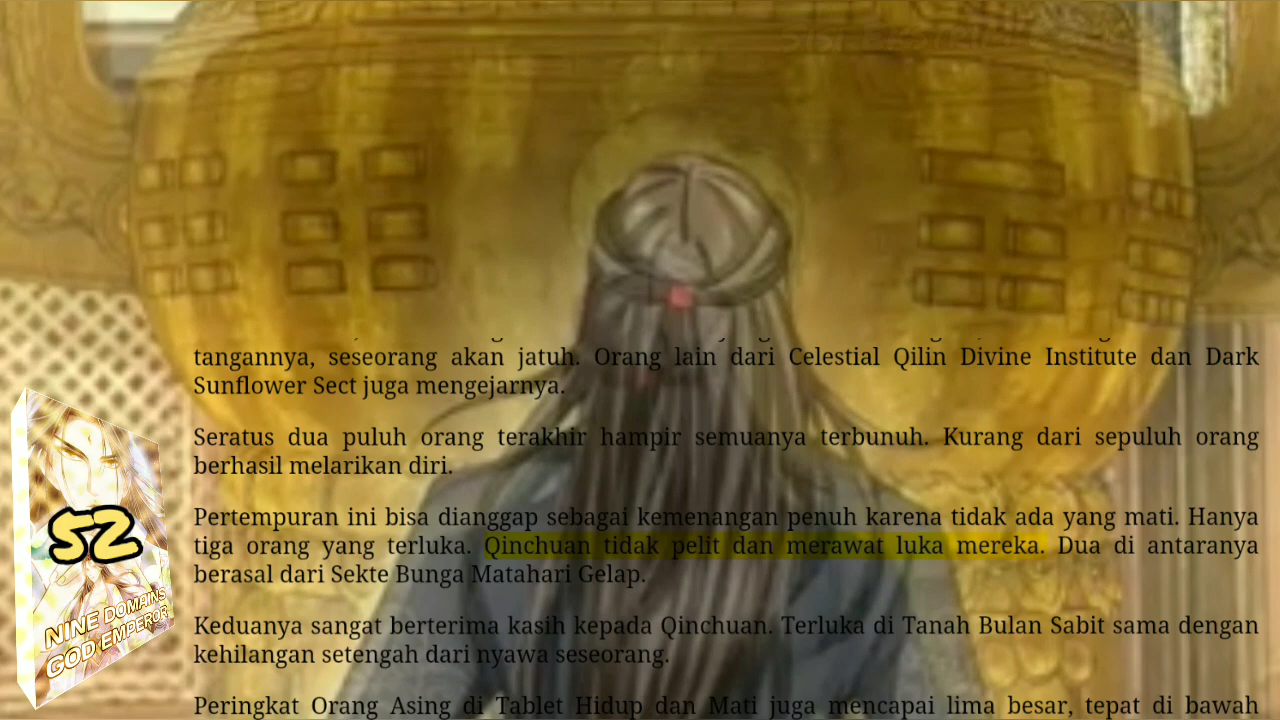 tangannya, seseorang akan jatuh. Orang lain dari Celestial Qilin Divine Institute dan Dark
Sunflower Sect juga mengejarnya.
Seratus dua puluh orang terakhir hampir semuanya terbunuh. Kurang dari sepuluh orang
berhasil melarikan diri.
Pertempuran ini bisa dianggap sebagai kemenangan penuh karena tidak ada yang mati. Hanya
tiga orang yang terluka. Qinchuan tidak pelit dan merawat luka mereka. Dua di antaranya
berasal dari Sekte Bunga Matahari Gelap.
Keduanya sangat berterima kasih kepada Qinchuan. Terluka di Tanah Bulan Sabit sama dengan
kehilangan setengah dari nyawa seseorang.
Peringkat Orang Asing di Tablet Hidup dan Mati juga mencapai lima besar, tepat di bawah
52
NINE DOMAINS
GOD EMPEROR